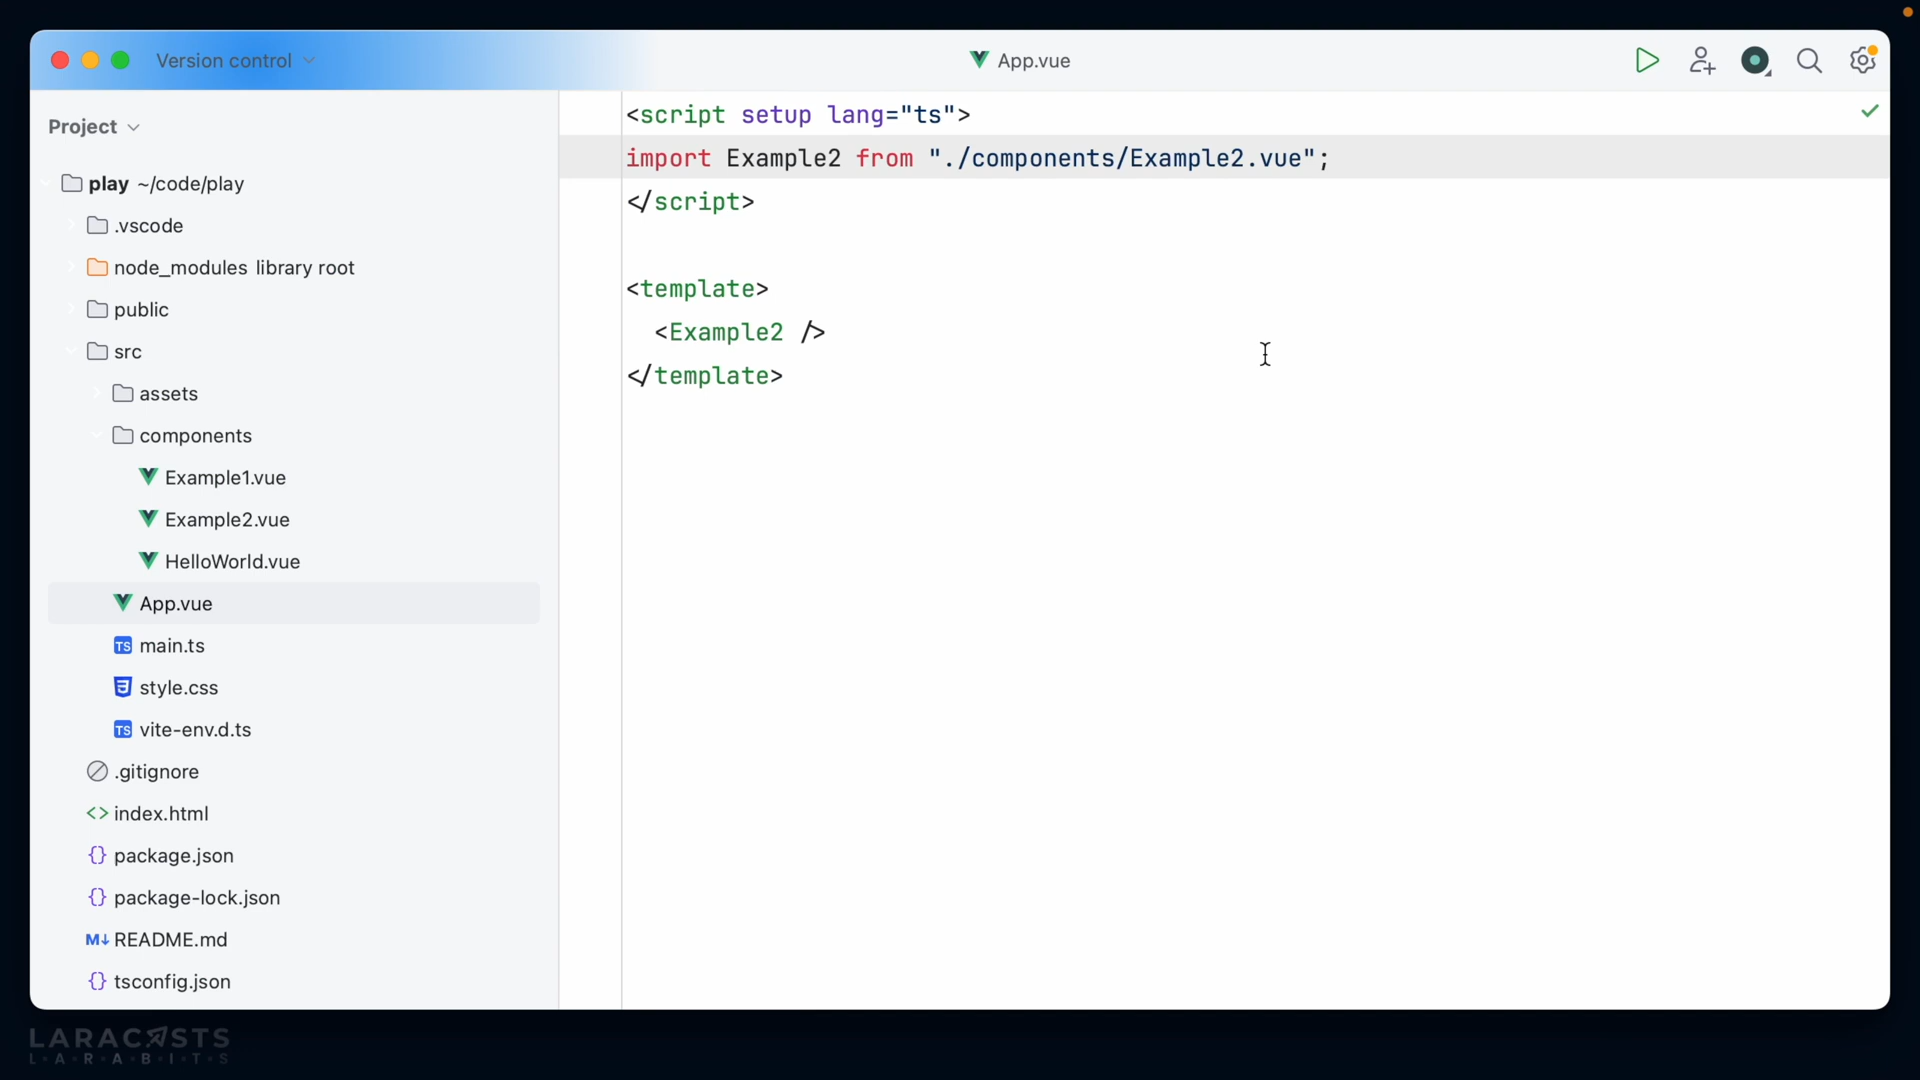 Version control
App.vue
Project
play ~/code/play
.vscode
node_modules library root
public
src
assets
components
Example1.vue
Example2.vue
HelloWorld.vue
App.vue
TS main.ts
style.css
TS vite-env.d.ts
.gitignore
<> index.html
{} package.json
{} package-lock.json
M↓ README.md
{} tsconfig.json
<script setup lang="ts">
import Example2 from "./components/Example2.vue";
</script>
<template>
  <Example2 />
</template>
LARACASTS
L·A·R·A·B·I·T·S